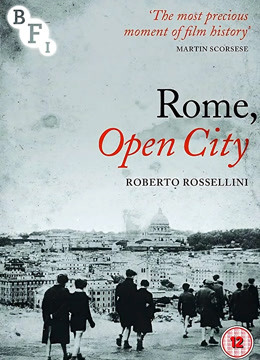 BFI
‘The most precious
moment of film history’
MARTIN SCORSESE
Rome,
Open City
ROBERTO ROSSELLINI
12